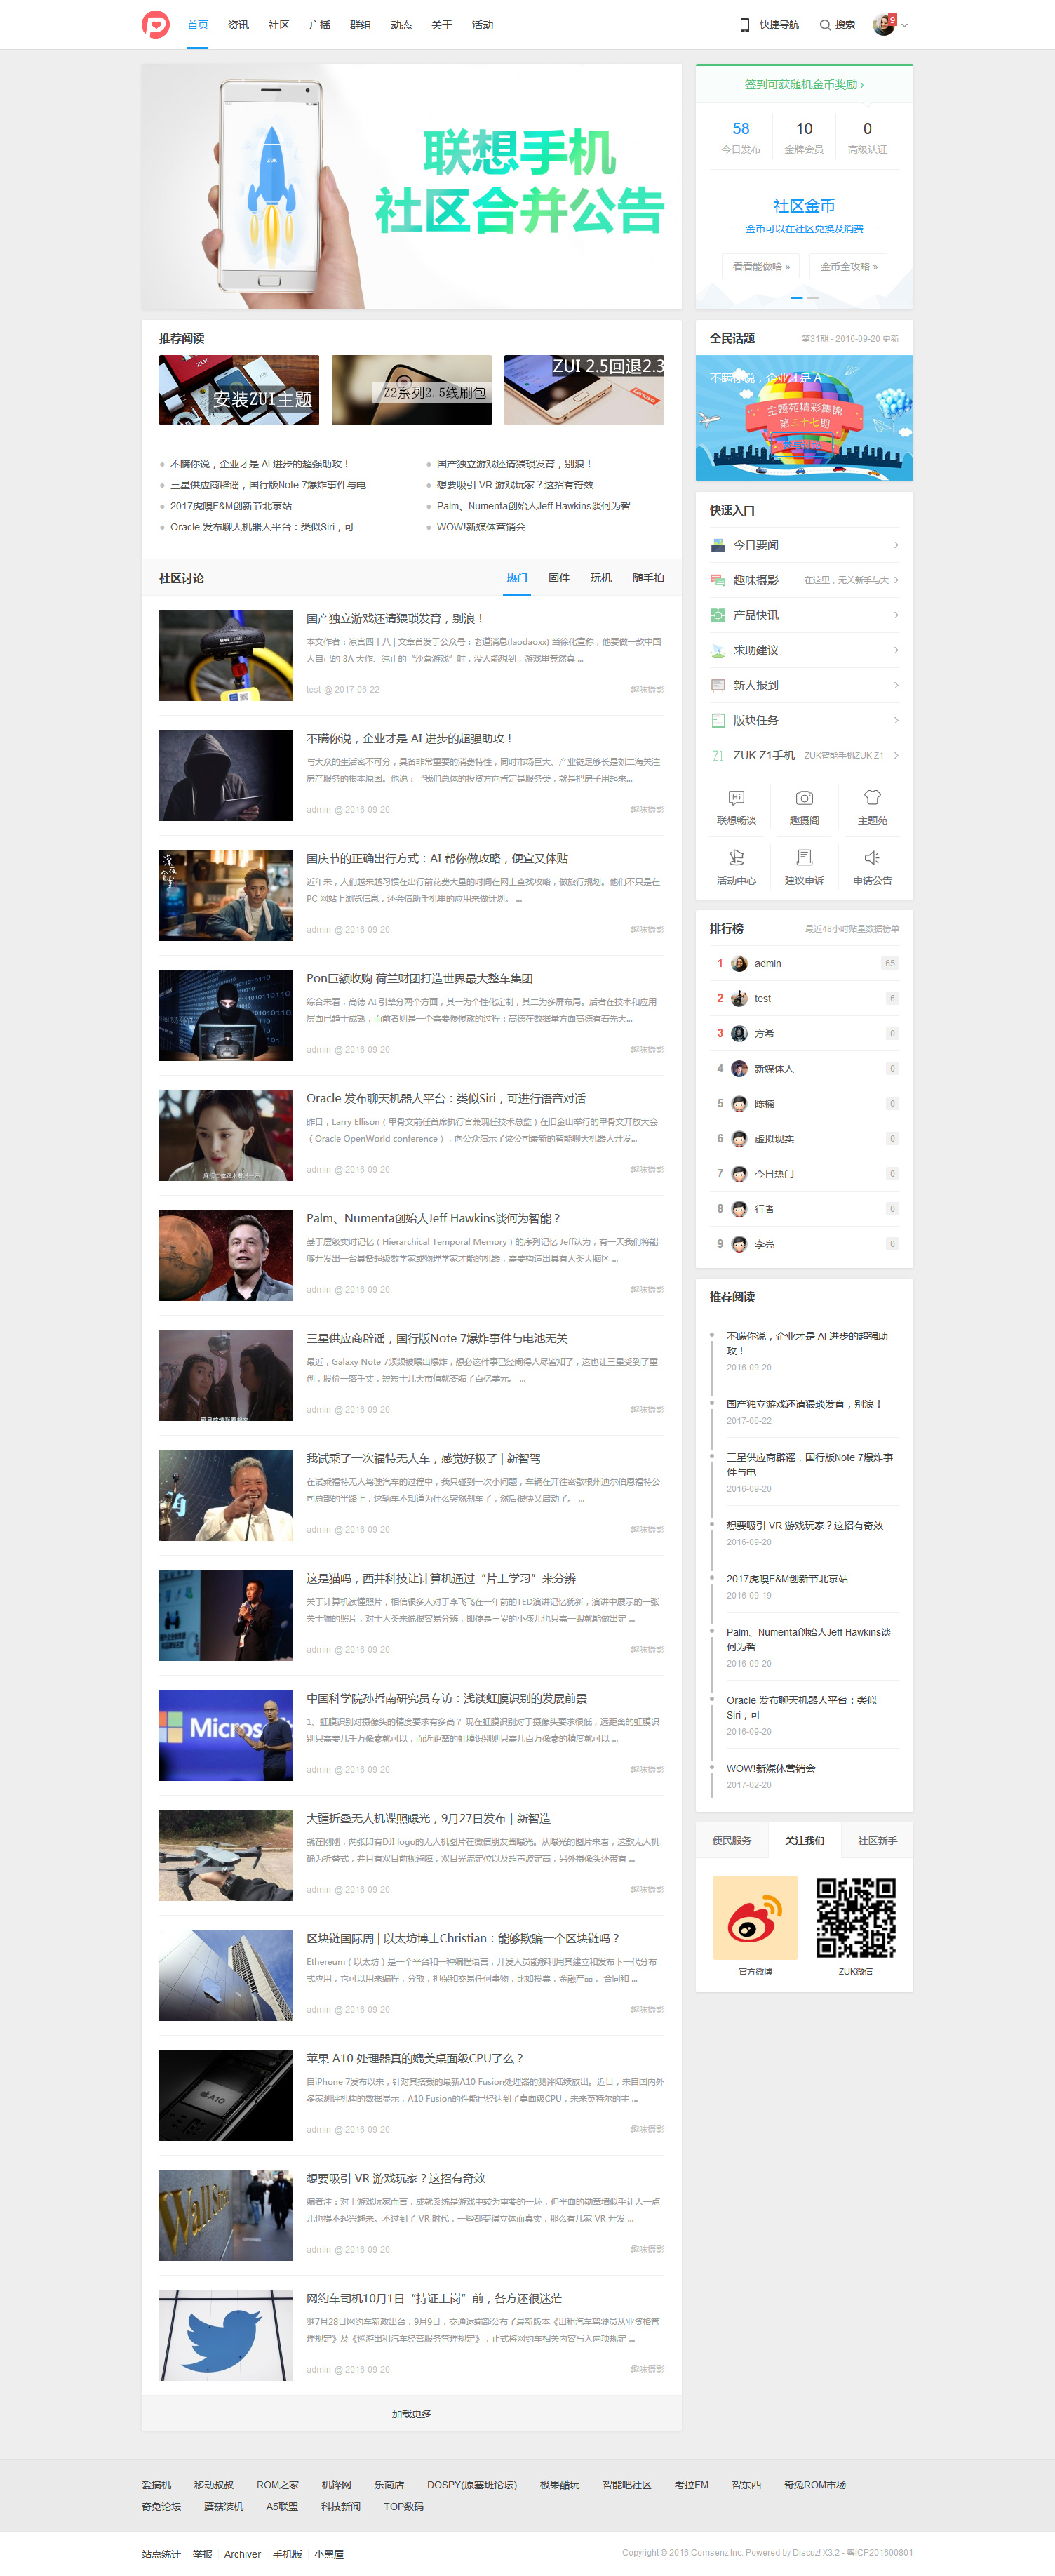 首页 资讯 社区 广播 群组 动态 关于 活动
快捷导航 搜索 9
ZUK
联想手机
社区合并公告
签到可获随机金币奖励 ›
58 10 0
今日发布 金牌会员 高级认证
社区金币
金币可以在社区兑换及消费
看看能做啥 » 金币全攻略 »
推荐阅读
安装ZUI主题
Z2系列2.5线刷包
ZUI 2.5回退2.3
不瞒你说，企业才是 AI 进步的超强助攻！
国产独立游戏还请猥琐发育，别浪！
三星供应商辟谣，国行版Note 7爆炸事件与电
想要吸引 VR 游戏玩家？这招有奇效
2017虎嗅F&M创新节北京站
Palm、Numenta创始人Jeff Hawkins谈何为智
Oracle 发布聊天机器人平台：类似Siri，可
WOW!新媒体营销会
社区讨论
热门 固件 玩机 随手拍
国产独立游戏还请猥琐发育，别浪！
本文作者：凉宫四十八 | 文章首发于公众号：老道消息(laodaoxx) 当徐化宣称，他要做一款中国
人自己的 3A 大作、纯正的“沙盒游戏”时，没人能想到，游戏里竟然真 ...
test @ 2017-06-22 趣味摄影
不瞒你说，企业才是 AI 进步的超强助攻！
与大众的生活密不可分，具备非常重要的消费特性，同时市场巨大、产业链足够长是刘二海关注
房产服务的根本原因。他说：“我们总体的投资方向肯定是服务类，就是把房子用起来...
admin @ 2016-09-20 趣味摄影
国庆节的正确出行方式：AI 帮你做攻略，便宜又体贴
近年来，人们越来越习惯在出行前花费大量的时间在网上查找攻略，做旅行规划。他们不只是在
PC 网站上浏览信息，还会借助手机里的应用来做计划。 ...
admin @ 2016-09-20 趣味摄影
Pon巨额收购 荷兰财团打造世界最大整车集团
综合来看，高德 AI 引擎分两个方面，其一为个性化定制，其二为多屏布局。后者在技术和应用
层面已趋于成熟，而前者则是一个需要慢慢熬的过程：高德在数据量方面高德有着先天...
admin @ 2016-09-20 趣味摄影
Oracle 发布聊天机器人平台：类似Siri，可进行语音对话
昨日，Larry Ellison（甲骨文前任首席执行官兼现任技术总监）在旧金山举行的甲骨文开放大会
（Oracle OpenWorld conference），向公众演示了该公司最新的智能聊天机器人开发...
admin @ 2016-09-20 趣味摄影
Palm、Numenta创始人Jeff Hawkins谈何为智能？
基于层级实时记忆（Hierarchical Temporal Memory）的序列记忆 Jeff认为，有一天我们将能
够开发出一台具备超级数学家或物理学家才能的机器，需要构造出具有人类大脑区 ...
admin @ 2016-09-20 趣味摄影
三星供应商辟谣，国行版Note 7爆炸事件与电池无关
最近，Galaxy Note 7频频被曝出爆炸，想必这件事已经闹得人尽皆知了，这也让三星受到了重
创，股价一落千丈，短短十几天市值就萎缩了百亿美元。 ...
admin @ 2016-09-20 趣味摄影
我试乘了一次福特无人车，感觉好极了 | 新智驾
在试乘福特无人驾驶汽车的过程中，我只碰到一次小问题，车辆在开往密歇根州迪尔伯恩福特公
司总部的半路上，这辆车不知道为什么突然刹车了，然后很快又启动了。 ...
admin @ 2016-09-20 趣味摄影
这是猫吗，西井科技让计算机通过“片上学习”来分辨
关于计算机读懂照片，相信很多人对于李飞飞在一年前的TED演讲记忆犹新，演讲中展示的一张
关于猫的照片，对于人类来说很容易分辨，即使是三岁的小孩儿也只需一眼就能做出定 ...
admin @ 2016-09-20 趣味摄影
中国科学院孙哲南研究员专访：浅谈虹膜识别的发展前景
1、虹膜识别对摄像头的精度要求有多高？ 现在虹膜识别对于摄像头要求很低，远距离的虹膜识
别只需要几千万像素就可以，而近距离的虹膜识别则只需几百万像素的精度就可以 ...
admin @ 2016-09-20 趣味摄影
Micros
大疆折叠无人机谍照曝光，9月27日发布 | 新智造
就在刚刚，两张印有DJI logo的无人机图片在微信朋友圈曝光。从曝光的图片来看，这款无人机
确为折叠式，并且有双目前视避障，双目光流定位以及超声波定高，另外摄像头还带有 ...
admin @ 2016-09-20 趣味摄影
区块链国际周 | 以太坊博士Christian：能够欺骗一个区块链吗？
Ethereum（以太坊）是一个平台和一种编程语言，开发人员能够利用其建立和发布下一代分布
式应用，它可以用来编程，分散，担保和交易任何事物，比如投票，金融产品， 合同和 ...
admin @ 2016-09-20 趣味摄影
苹果 A10 处理器真的媲美桌面级CPU了么？
自iPhone 7发布以来，针对其搭载的最新A10 Fusion处理器的测评陆续放出。近日，来自国内外
多家测评机构的数据显示，A10 Fusion的性能已经达到了桌面级CPU，未来英特尔的主 ...
admin @ 2016-09-20 趣味摄影
A10
想要吸引 VR 游戏玩家？这招有奇效
编者注：对于游戏玩家而言，成就系统是游戏中较为重要的一环，但平面的勋章墙似乎让人一点
儿也提不起兴趣来。不过到了 VR 时代，一些都变得立体而真实，那么有几家 VR 开发 ...
admin @ 2016-09-20 趣味摄影
Wall
网约车司机10月1日“持证上岗”前，各方还很迷茫
继7月28日网约车新政出台，9月9日，交通运输部公布了最新版本《出租汽车驾驶员从业资格管
理规定》及《巡游出租汽车经营服务管理规定》，正式将网约车相关内容写入两项规定 ...
admin @ 2016-09-20 趣味摄影
加载更多
全民话题 第31期 - 2016-09-20 更新
不瞒你说，企业才是 A
主题苑精彩集锦
第三十七期
快速入口
今日要闻
趣味摄影 在这里，无关新手与大
产品快讯
求助建议
新人报到
版块任务
ZUK Z1手机 ZUK智能手机ZUK Z1
联想畅谈 趣摄阁 主题苑
活动中心 建议申诉 申请公告
排行榜 最近48小时贴量数据榜单
1 admin 65
2 test 6
3 方希 0
4 新媒体人 0
5 陈楠 0
6 虚拟现实 0
7 今日热门 0
8 行者 0
9 李亮 0
推荐阅读
不瞒你说，企业才是 AI 进步的超强助
攻！
2016-09-20
国产独立游戏还请猥琐发育，别浪！
2017-06-22
三星供应商辟谣，国行版Note 7爆炸事
件与电
2016-09-20
想要吸引 VR 游戏玩家？这招有奇效
2016-09-20
2017虎嗅F&M创新节北京站
2016-09-19
Palm、Numenta创始人Jeff Hawkins谈
何为智
2016-09-20
Oracle 发布聊天机器人平台：类似
Siri，可
2016-09-20
WOW!新媒体营销会
2017-02-20
便民服务 关注我们 社区新手
官方微博 ZUK微信
爱搞机 移动叔叔 ROM之家 机锋网 乐商店 DOSPY(原塞班论坛) 极果酷玩 智能吧社区 考拉FM 智东西 奇兔ROM市场
奇兔论坛 蘑菇装机 A5联盟 科技新闻 TOP数码
站点统计 举报 Archiver 手机版 小黑屋
Copyright © 2016 Comsenz Inc. Powered by Discuz! X3.2 - 粤ICP201600801